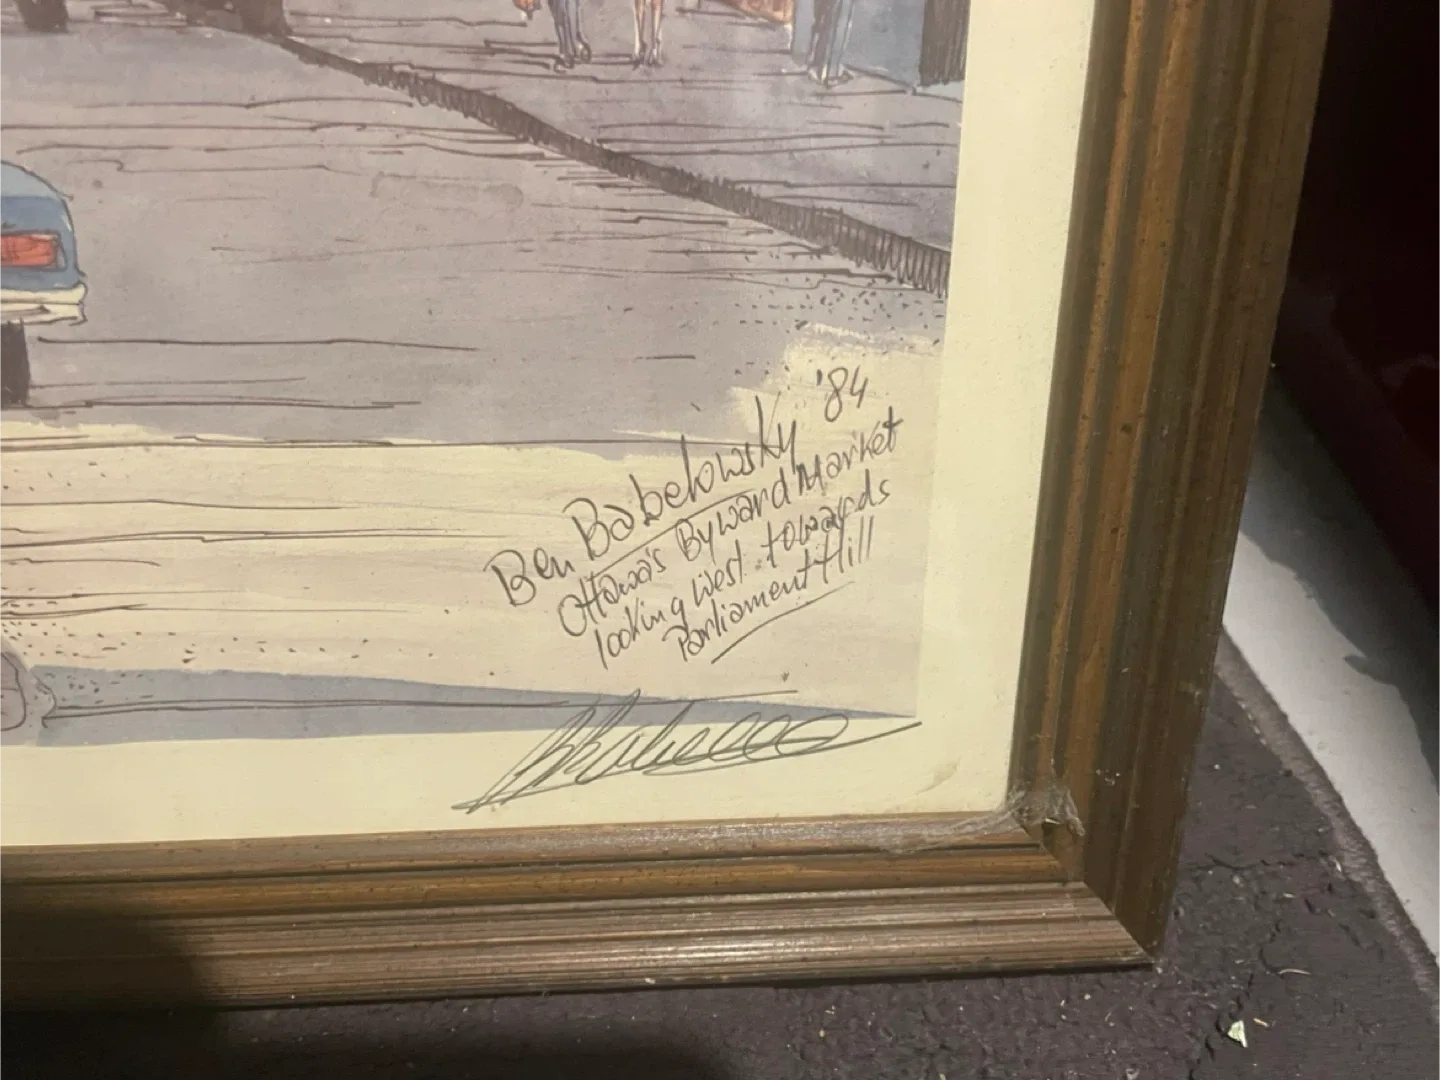 Ben Babelowsky '84
Ottawa's Byward Market
looking West towards
Parliament Hill